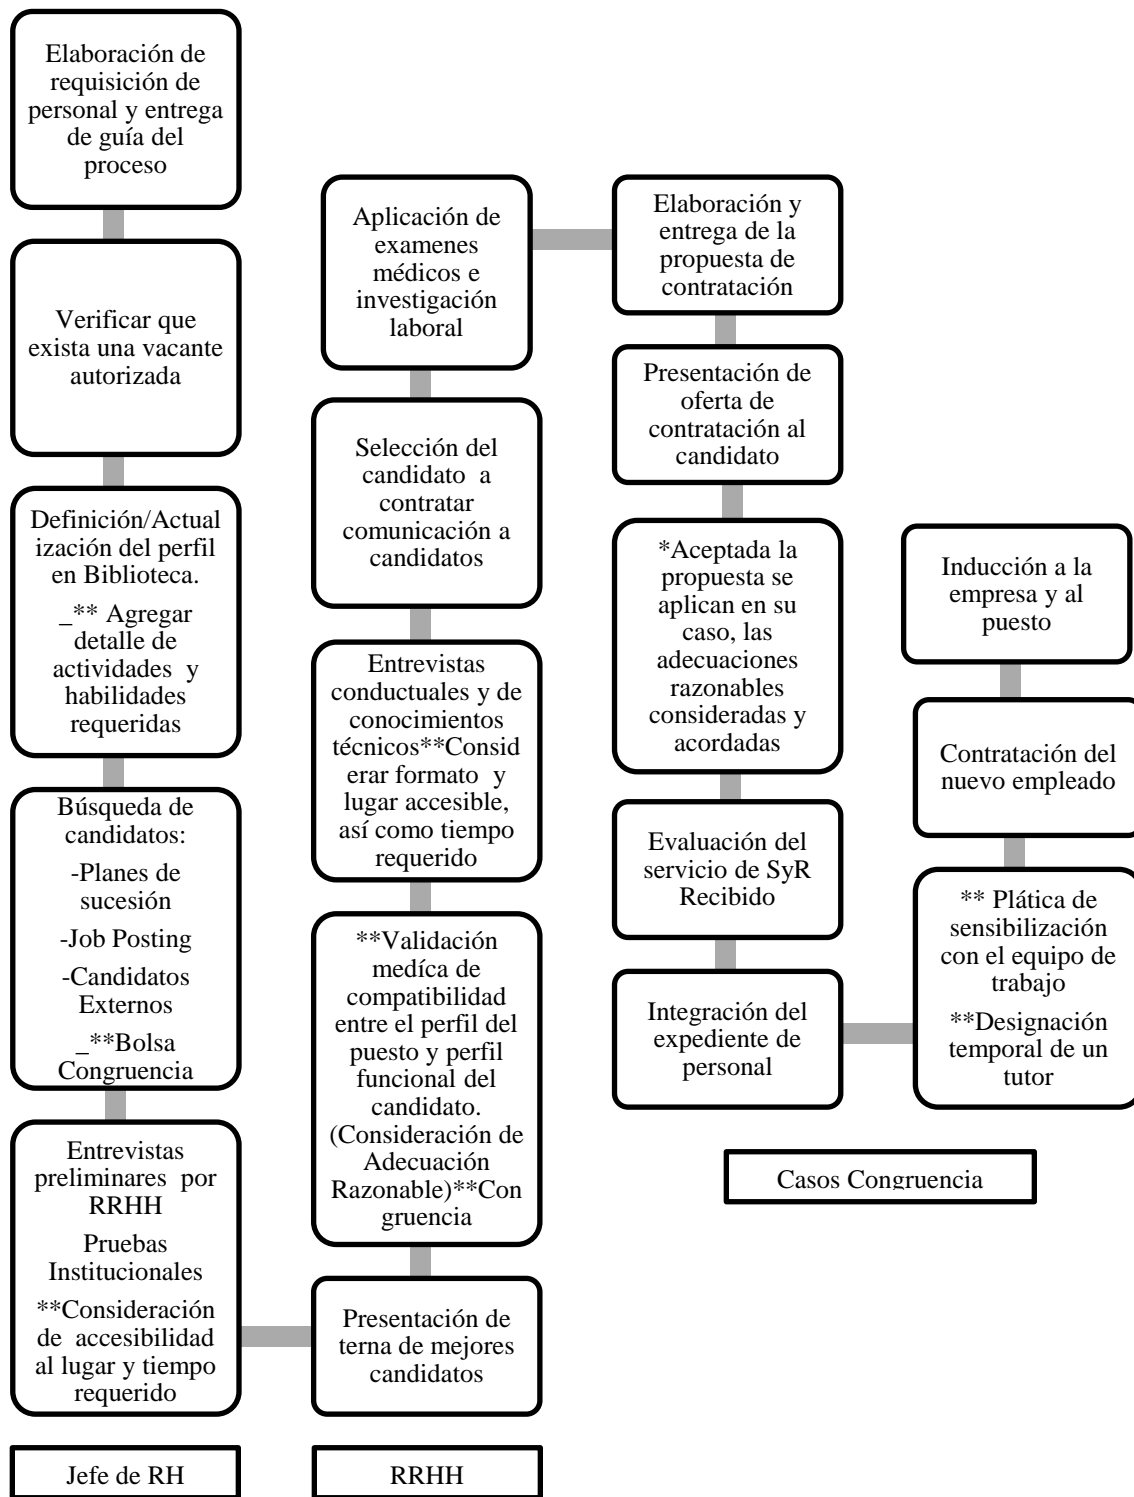 Elaboración de
requisición de
personal y entrega
de guía del
proceso
Verificar que
exista una vacante
autorizada
Definición/Actual
ización del perfil
en Biblioteca.
_** Agregar
detalle de
actividades y
habilidades
requeridas
Búsqueda de
candidatos:
-Planes de
sucesión
-Job Posting
-Candidatos
Externos
_**Bolsa
Congruencia
Entrevistas
preliminares por
RRHH
Pruebas
Institucionales
**Consideración
de accesibilidad
al lugar y tiempo
requerido
Jefe de RH
Presentación de
terna de mejores
candidatos
**Validación
medíca de
compatibilidad
entre el perfil del
puesto y perfil
funcional del
candidato.
(Consideración de
Adecuación
Razonable)**Con
gruencia
Entrevistas
conductuales y de
conocimientos
técnicos**Consid
erar formato y
lugar accesible,
así como tiempo
requerido
Selección del
candidato a
contratar
comunicación a
candidatos
Aplicación de
examenes
médicos e
investigación
laboral
RRHH
Elaboración y
entrega de la
propuesta de
contratación
Presentación de
oferta de
contratación al
candidato
*Aceptada la
propuesta se
aplican en su
caso, las
adecuaciones
razonables
consideradas y
acordadas
Evaluación del
servicio de SyR
Recibido
Integración del
expediente de
personal
** Plática de
sensibilización
con el equipo de
trabajo
**Designación
temporal de un
tutor
Contratación del
nuevo empleado
Inducción a la
empresa y al
puesto
Casos Congruencia